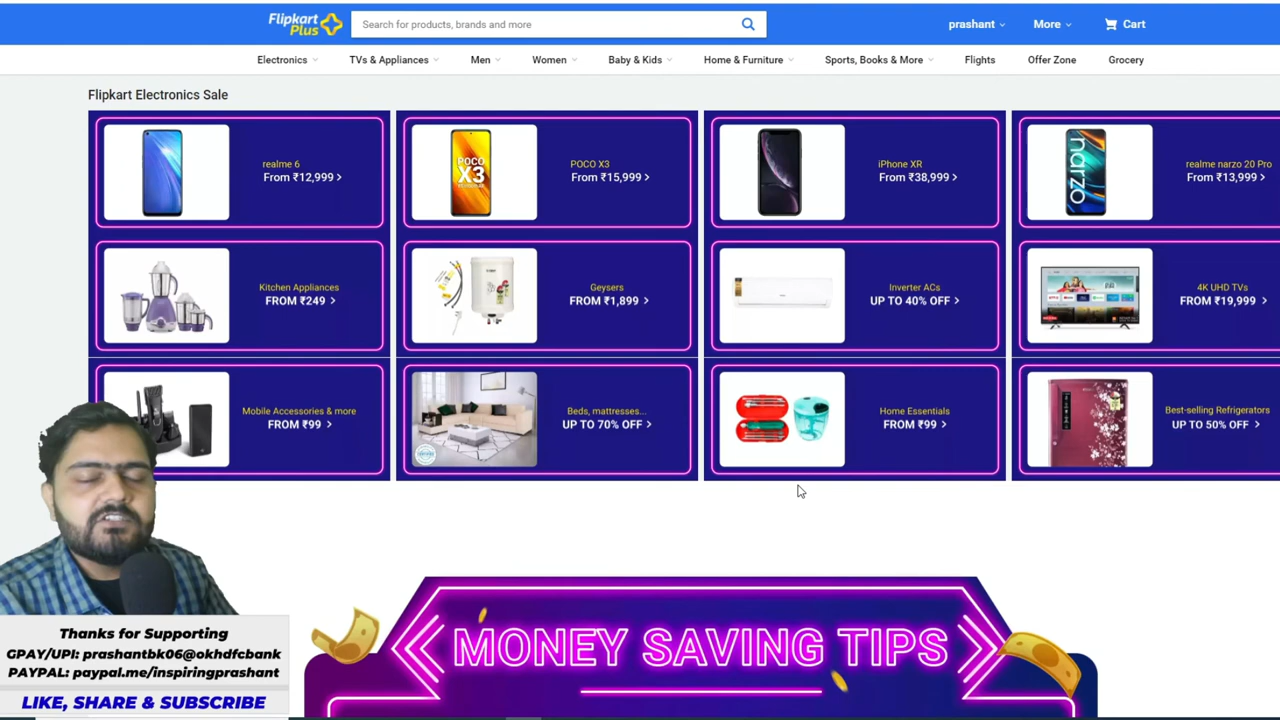 Flipkart
Plus
Search for products, brands and more
prashant
More
Cart
Electronics
TVs & Appliances
Men
Women
Baby & Kids
Home & Furniture
Sports, Books & More
Flights
Offer Zone
Grocery
Flipkart Electronics Sale
realme 6
From ₹12,999
POCO
X3
POCO X3
From ₹15,999
iPhone XR
From ₹38,999
narzo
realme narzo 20 Pro
From ₹13,999
Kitchen Appliances
FROM ₹249
Geysers
FROM ₹1,899
Inverter ACs
UP TO 40% OFF
4K UHD TVs
FROM ₹19,999
Mobile Accessories & more
FROM ₹99
Beds, mattresses...
UP TO 70% OFF
Home Essentials
FROM ₹99
Best-selling Refrigerators
UP TO 50% OFF
MONEY SAVING TIPS
Thanks for Supporting
GPAY/UPI: prashantbk06@okhdfcbank
PAYPAL: paypal.me/inspiringprashant
LIKE, SHARE & SUBSCRIBE